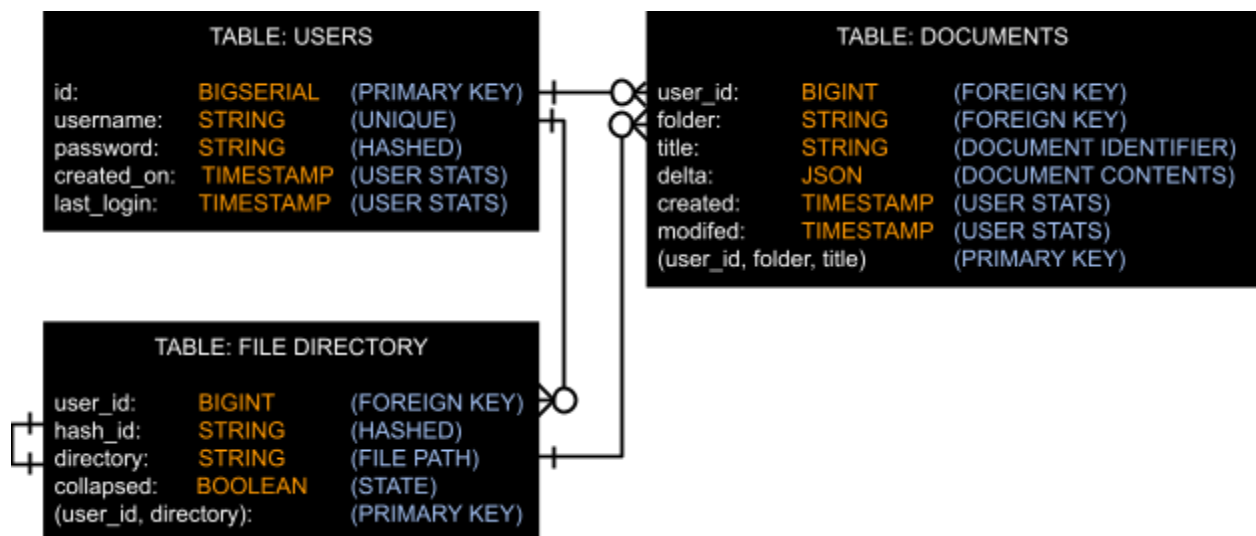 TABLE: USERS
id: BIGSERIAL (PRIMARY KEY)
username: STRING (UNIQUE)
password: STRING (HASHED)
created_on: TIMESTAMP (USER STATS)
last_login: TIMESTAMP (USER STATS)
TABLE: DOCUMENTS
user_id: BIGINT (FOREIGN KEY)
folder: STRING (FOREIGN KEY)
title: STRING (DOCUMENT IDENTIFIER)
delta: JSON (DOCUMENT CONTENTS)
created: TIMESTAMP (USER STATS)
modifed: TIMESTAMP (USER STATS)
(user_id, folder, title) (PRIMARY KEY)
TABLE: FILE DIRECTORY
user_id: BIGINT (FOREIGN KEY)
hash_id: STRING (HASHED)
directory: STRING (FILE PATH)
collapsed: BOOLEAN (STATE)
(user_id, directory): (PRIMARY KEY)